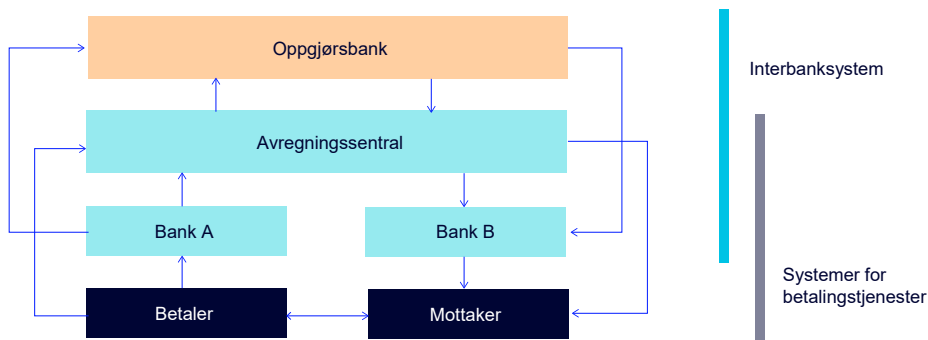 Oppgjørsbank
Interbanksystem
Avregningssentral
Bank A
Bank B
Systemer for
betalingstjenester
Betaler
Mottaker